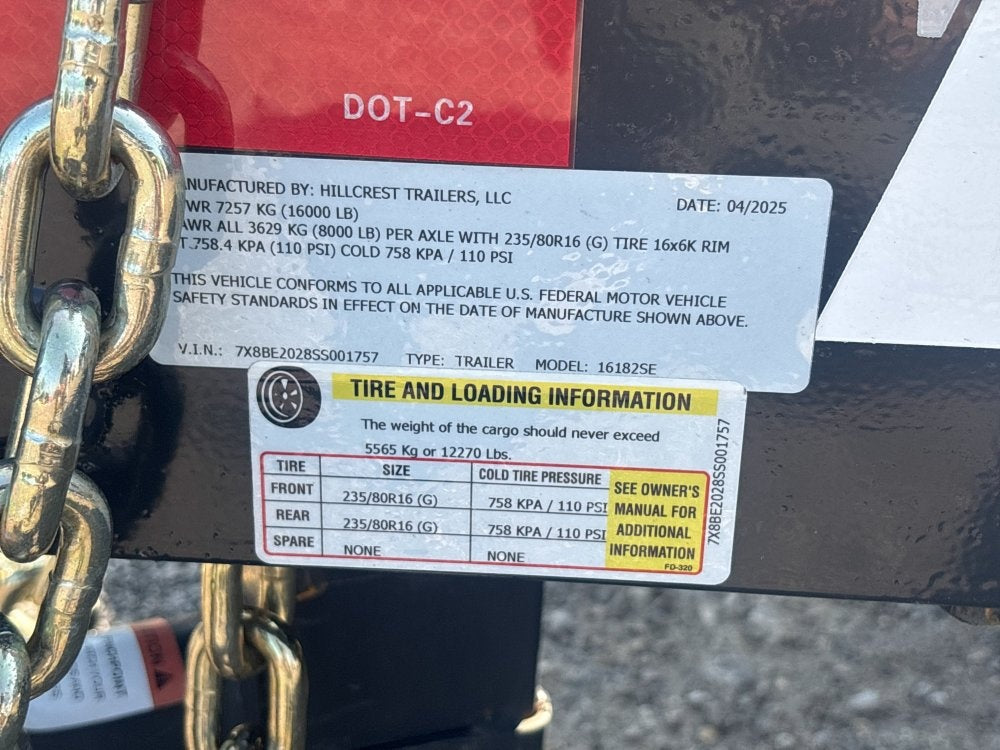 DOT-C2
NUFACTURED BY: HILLCREST TRAILERS, LLC
DATE: 04/2025
WR 7257 KG (16000 LB)
AWR ALL 3629 KG (8000 LB) PER AXLE WITH 235/80R16 (G) TIRE 16x6K RIM
T.758.4 KPA (110 PSI) COLD 758 KPA / 110 PSI
THIS VEHICLE CONFORMS TO ALL APPLICABLE U.S. FEDERAL MOTOR VEHICLE
SAFETY STANDARDS IN EFFECT ON THE DATE OF MANUFACTURE SHOWN ABOVE.
V.I.N.: 7X8BE2028SS001757 TYPE: TRAILER MODEL: 16182SE
TIRE AND LOADING INFORMATION
The weight of the cargo should never exceed
5565 Kg or 12270 Lbs.
TIRE SIZE COLD TIRE PRESSURE
FRONT 235/80R16 (G) 758 KPA / 110 PSI
REAR 235/80R16 (G) 758 KPA / 110 PSI
SPARE NONE NONE
SEE OWNER'S
MANUAL FOR
ADDITIONAL
INFORMATION
FD-320
7X8BE2028SS001757